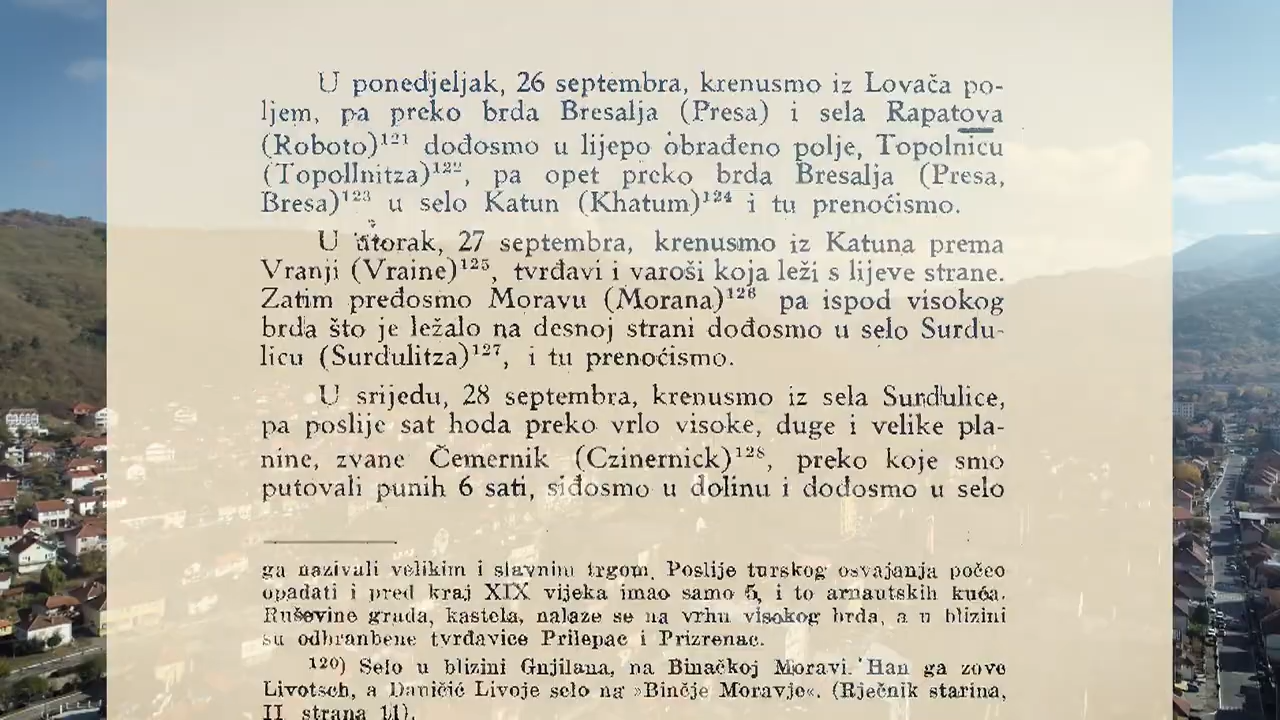 U ponedjeljak, 26 septembra, krenusmo iz Lovača po-
ljem, pa preko brda Bresalja (Presa) i sela Rapatova
(Roboto)¹²¹ dođosmo u lijepo obrađeno polje, Topolnicu
(Topollnitza)¹²², pa opet preko brda Bresalja (Presa,
Bresa)¹²³ u selo Katun (Khatum)¹²⁴ i tu prenoćismo.
U utorak, 27 septembra, krenusmo iz Katuna prema
Vranji (Vraine)¹²⁵, tvrđavi i varoši koja leži s lijeve strane.
Zatim pređosmo Moravu (Morana)¹²⁶ pa ispod visokog
brda što je ležalo na desnoj strani dođosmo u selo Surdu-
licu (Surdulitza)¹²⁷, i tu prenoćismo.
U srijedu, 28 septembra, krenusmo iz sela Surdulice,
pa poslije sat hoda preko vrlo visoke, duge i velike pla-
nine, zvane Čemernik (Czinernick)¹²⁸, preko koje smo
putovali punih 6 sati, siđosmo u dolinu i dođosmo u selo
ga nazivali velikim i slavnim trgom. Poslije turskog osvajanja počeo
opadati i pred kraj XIX vijeka imao samo 5, i to arnautskih kuća.
Ruševine grada, kastela, nalaze se na vrhu visokog brda, a u blizini
su odbranbene tvrđavice Prilepac i Prizrenac.
120) Selo u blizini Gnjilana, na Binačkoj Moravi. Han ga zove
Livotsch, a Daničić Livoje selo na »Binčje Moravje«. (Rječnik starina,
II strana 11).